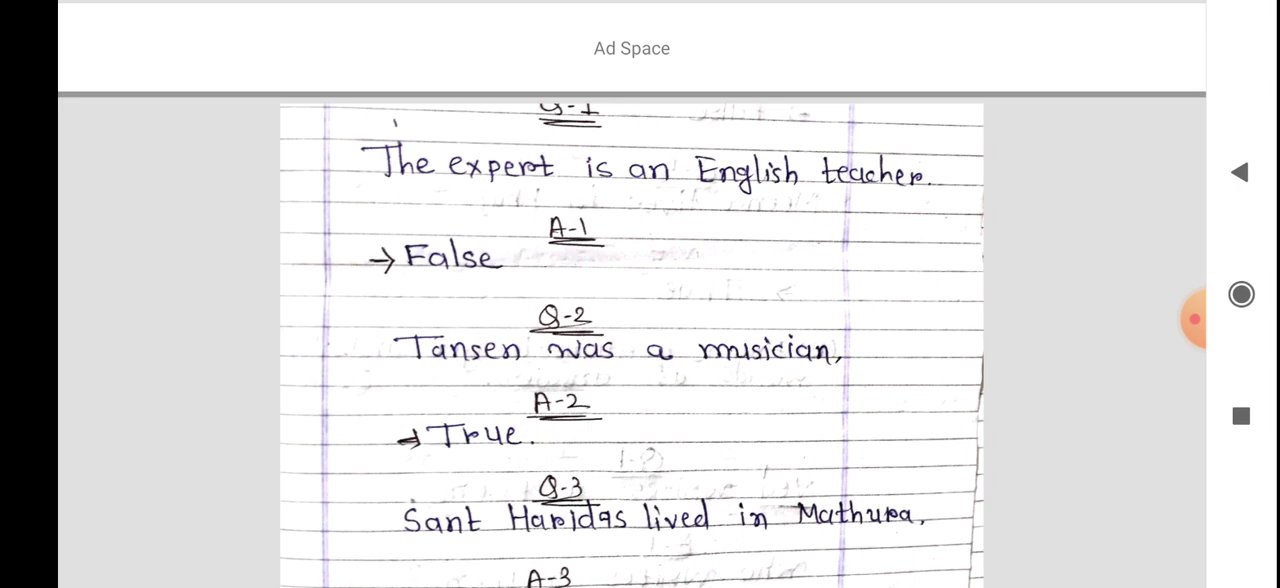 Ad Space
Q-1
The expert is an English teacher.
A-1
→ False
Q-2
Tansen was a musician,
A-2
→ True.
Q-3
Sant Haridas lived in Mathura,
A-3